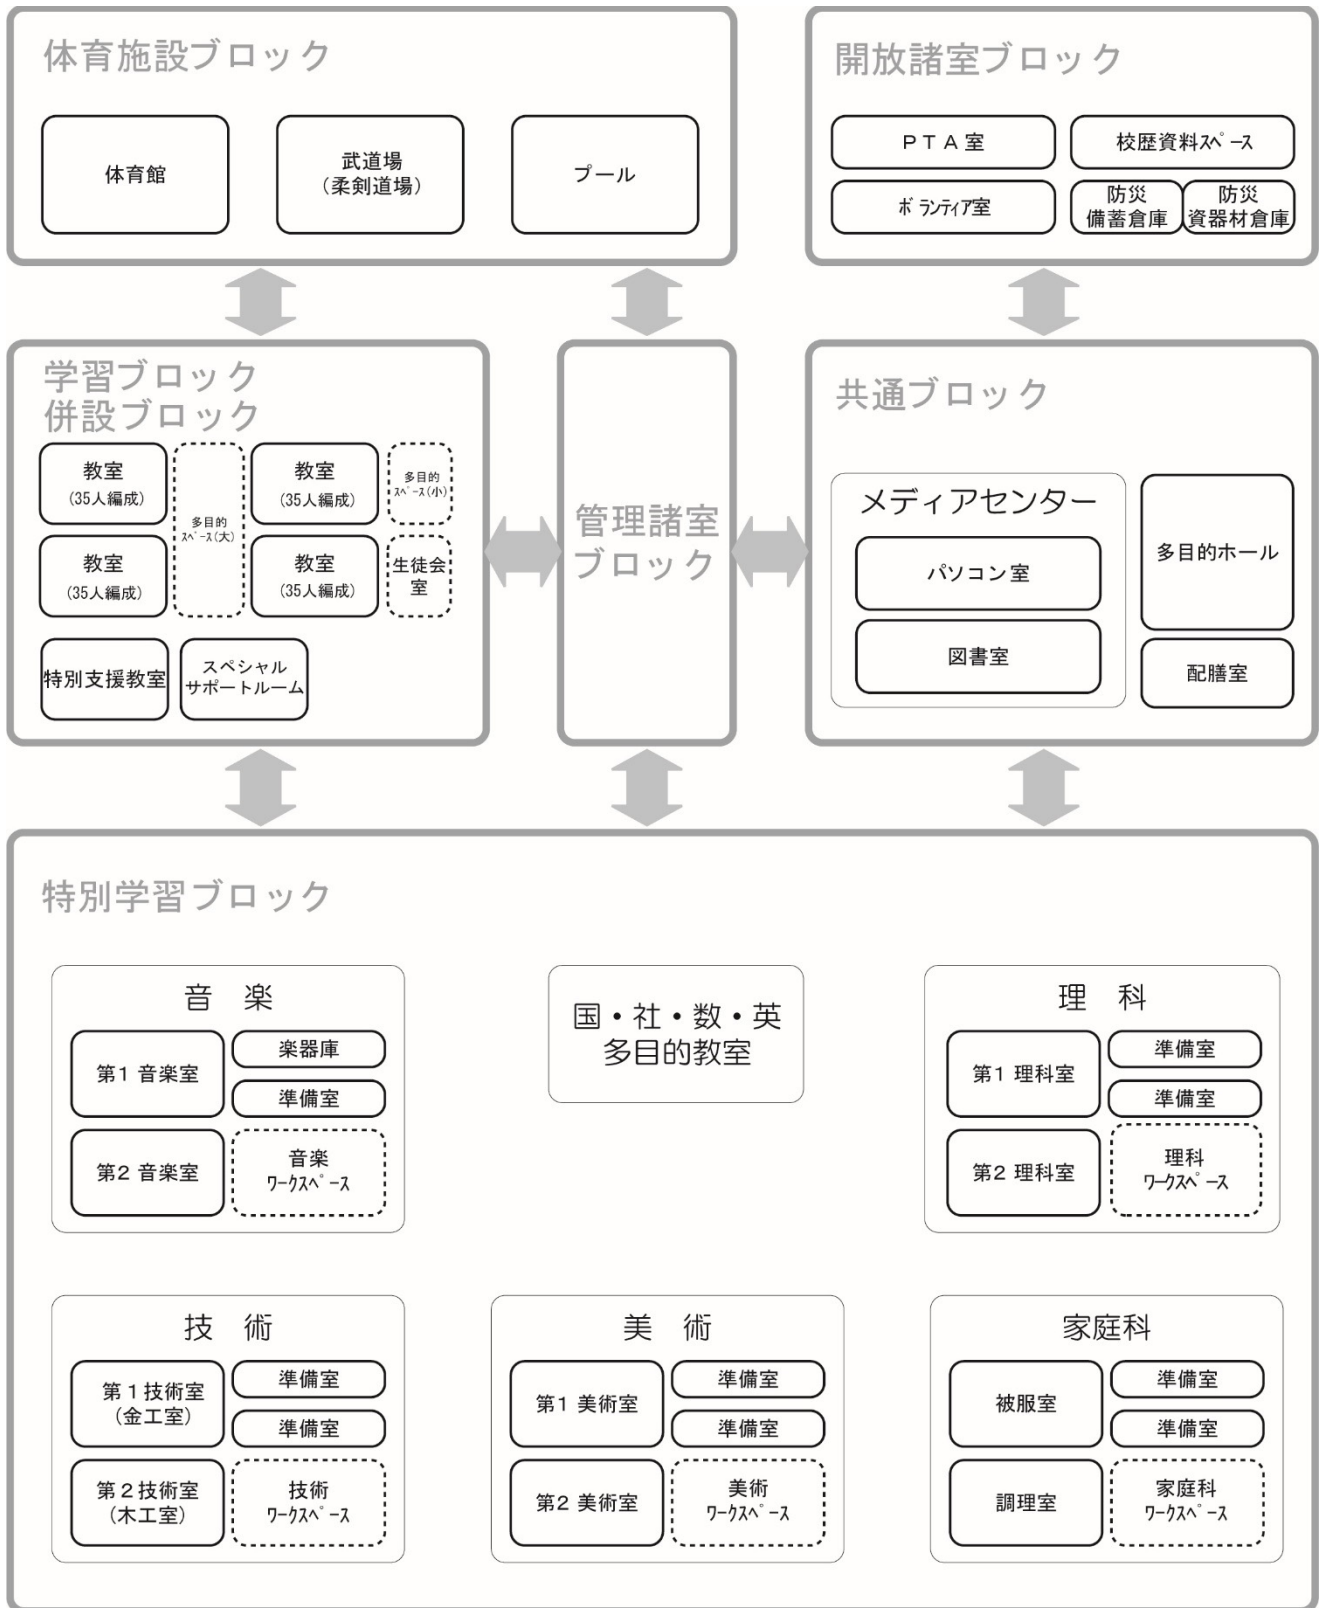 体育施設ブロック
体育館
武道場
(柔剣道場)
プール
開放諸室ブロック
ＰＴＡ室
校歴資料ｽﾍﾟｰｽ
ﾎﾞﾗﾝﾃｨｱ室
防災
備蓄倉庫
防災
資器材倉庫
学習ブロック
併設ブロック
教室
(35人編成)
多目的
ｽﾍﾟｰｽ(大)
教室
(35人編成)
多目的
ｽﾍﾟｰｽ(小)
教室
(35人編成)
教室
(35人編成)
生徒会
室
特別支援教室
スペシャル
サポートルーム
管理諸室
ブロック
共通ブロック
メディアセンター
パソコン室
図書室
多目的ホール
配膳室
特別学習ブロック
音　楽
第1 音楽室
楽器庫
準備室
第2 音楽室
音楽
ﾜｰｸｽﾍﾟｰｽ
国・社・数・英
多目的教室
理　科
第1 理科室
準備室
準備室
第2 理科室
理科
ﾜｰｸｽﾍﾟｰｽ
技　術
第１技術室
(金工室)
準備室
準備室
第２技術室
(木工室)
技術
ﾜｰｸｽﾍﾟｰｽ
美　術
第1 美術室
準備室
準備室
第2 美術室
美術
ﾜｰｸｽﾍﾟｰｽ
家庭科
被服室
準備室
準備室
調理室
家庭科
ﾜｰｸｽﾍﾟｰｽ